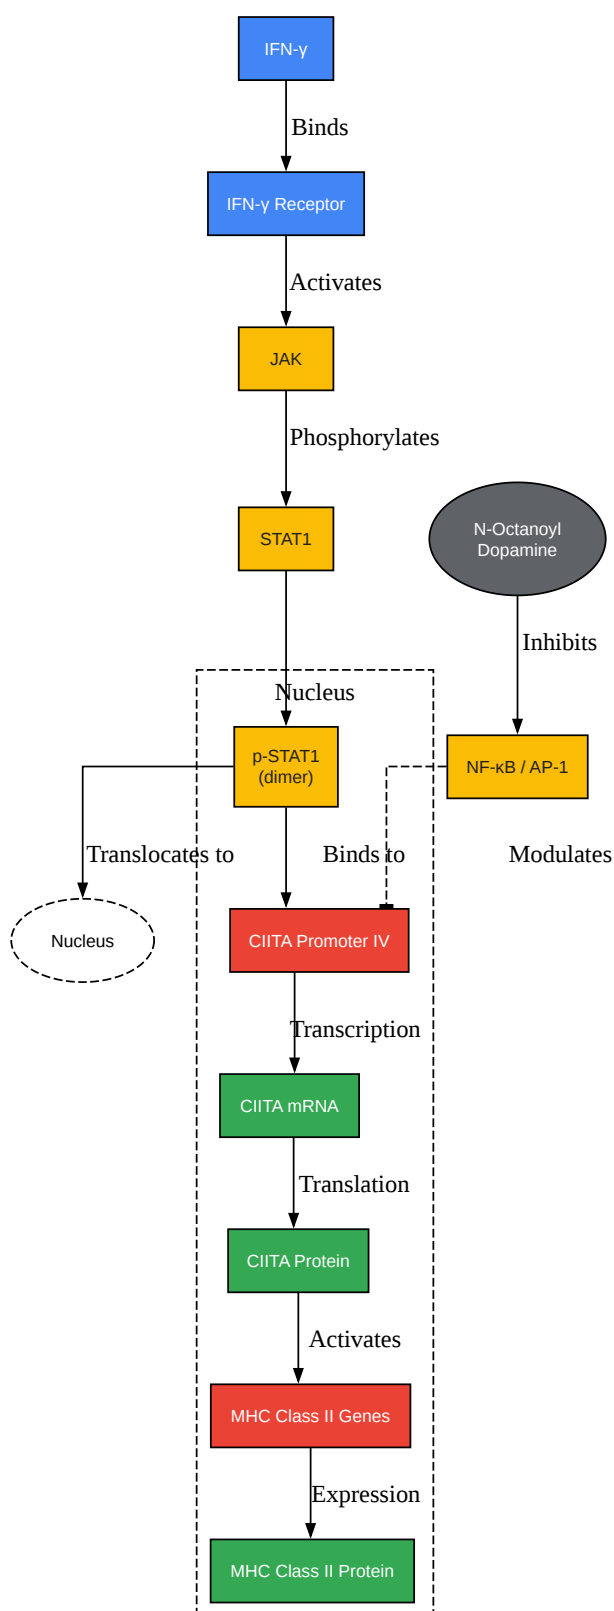 IFN-γ
Binds
IFN-γ Receptor
Activates
JAK
Phosphorylates
STAT1
N-Octanoyl
Dopamine
Inhibits
Nucleus
p-STAT1
(dimer)
NF-κB / AP-1
Translocates to
Binds to
Modulates
Nucleus
CIITA Promoter IV
Transcription
CIITA mRNA
Translation
CIITA Protein
Activates
MHC Class II Genes
Expression
MHC Class II Protein